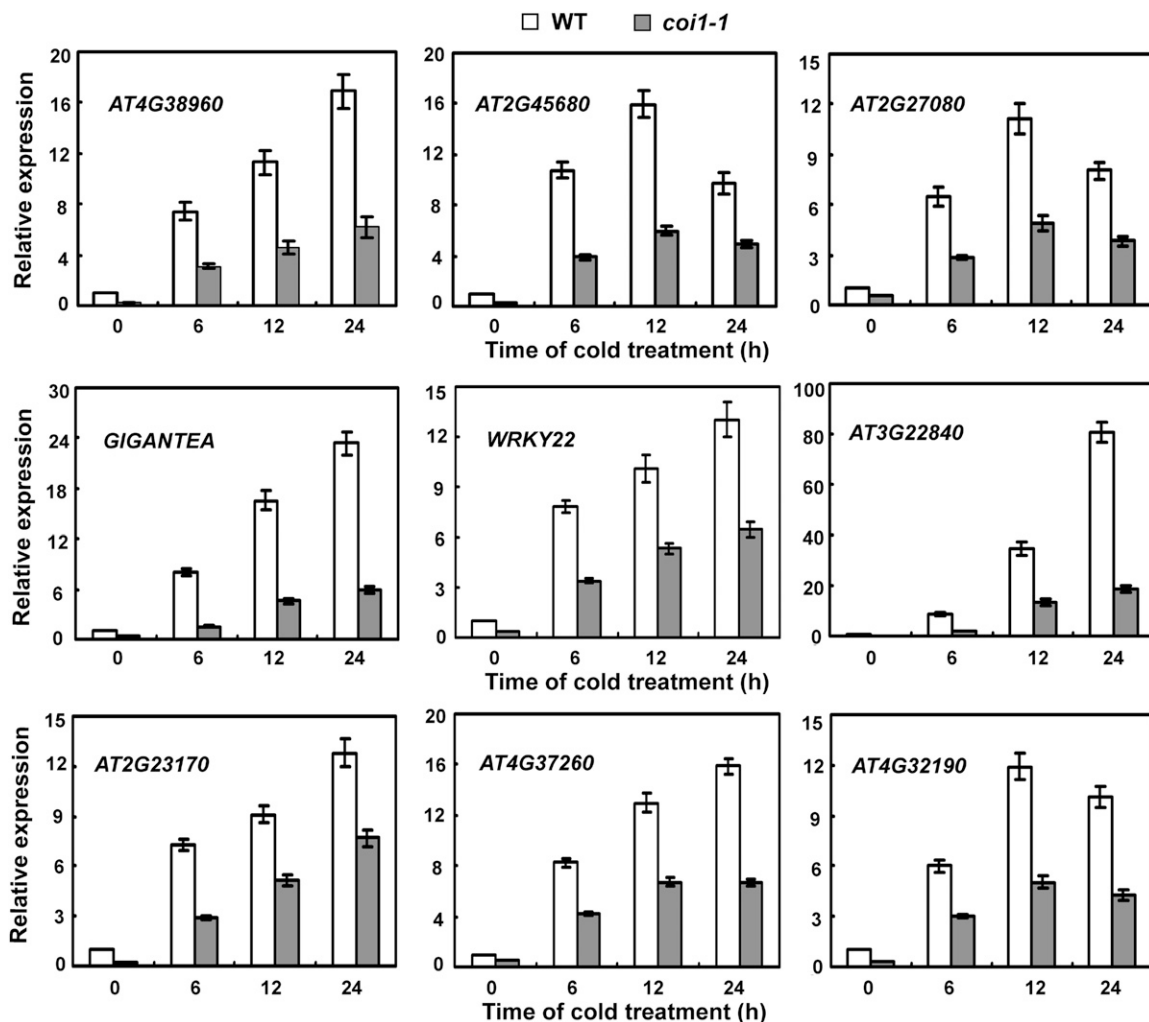 WT coi1-1
20
16
12
8
4
0
AT4G38960
0 6 12 24
Relative expression
20
16
12
8
4
0
AT2G45680
0 6 12 24
Time of cold treatment (h)
15
12
9
6
3
0
AT2G27080
0 6 12 24
30
24
18
12
6
0
GIGANTEA
0 6 12 24
Relative expression
15
12
9
6
3
0
WRKY22
0 6 12 24
Time of cold treatment (h)
100
80
60
40
20
0
AT3G22840
0 6 12 24
15
12
9
6
3
0
AT2G23170
0 6 12 24
Relative expression
20
16
12
8
4
0
AT4G37260
0 6 12 24
Time of cold treatment (h)
15
12
9
6
3
0
AT4G32190
0 6 12 24